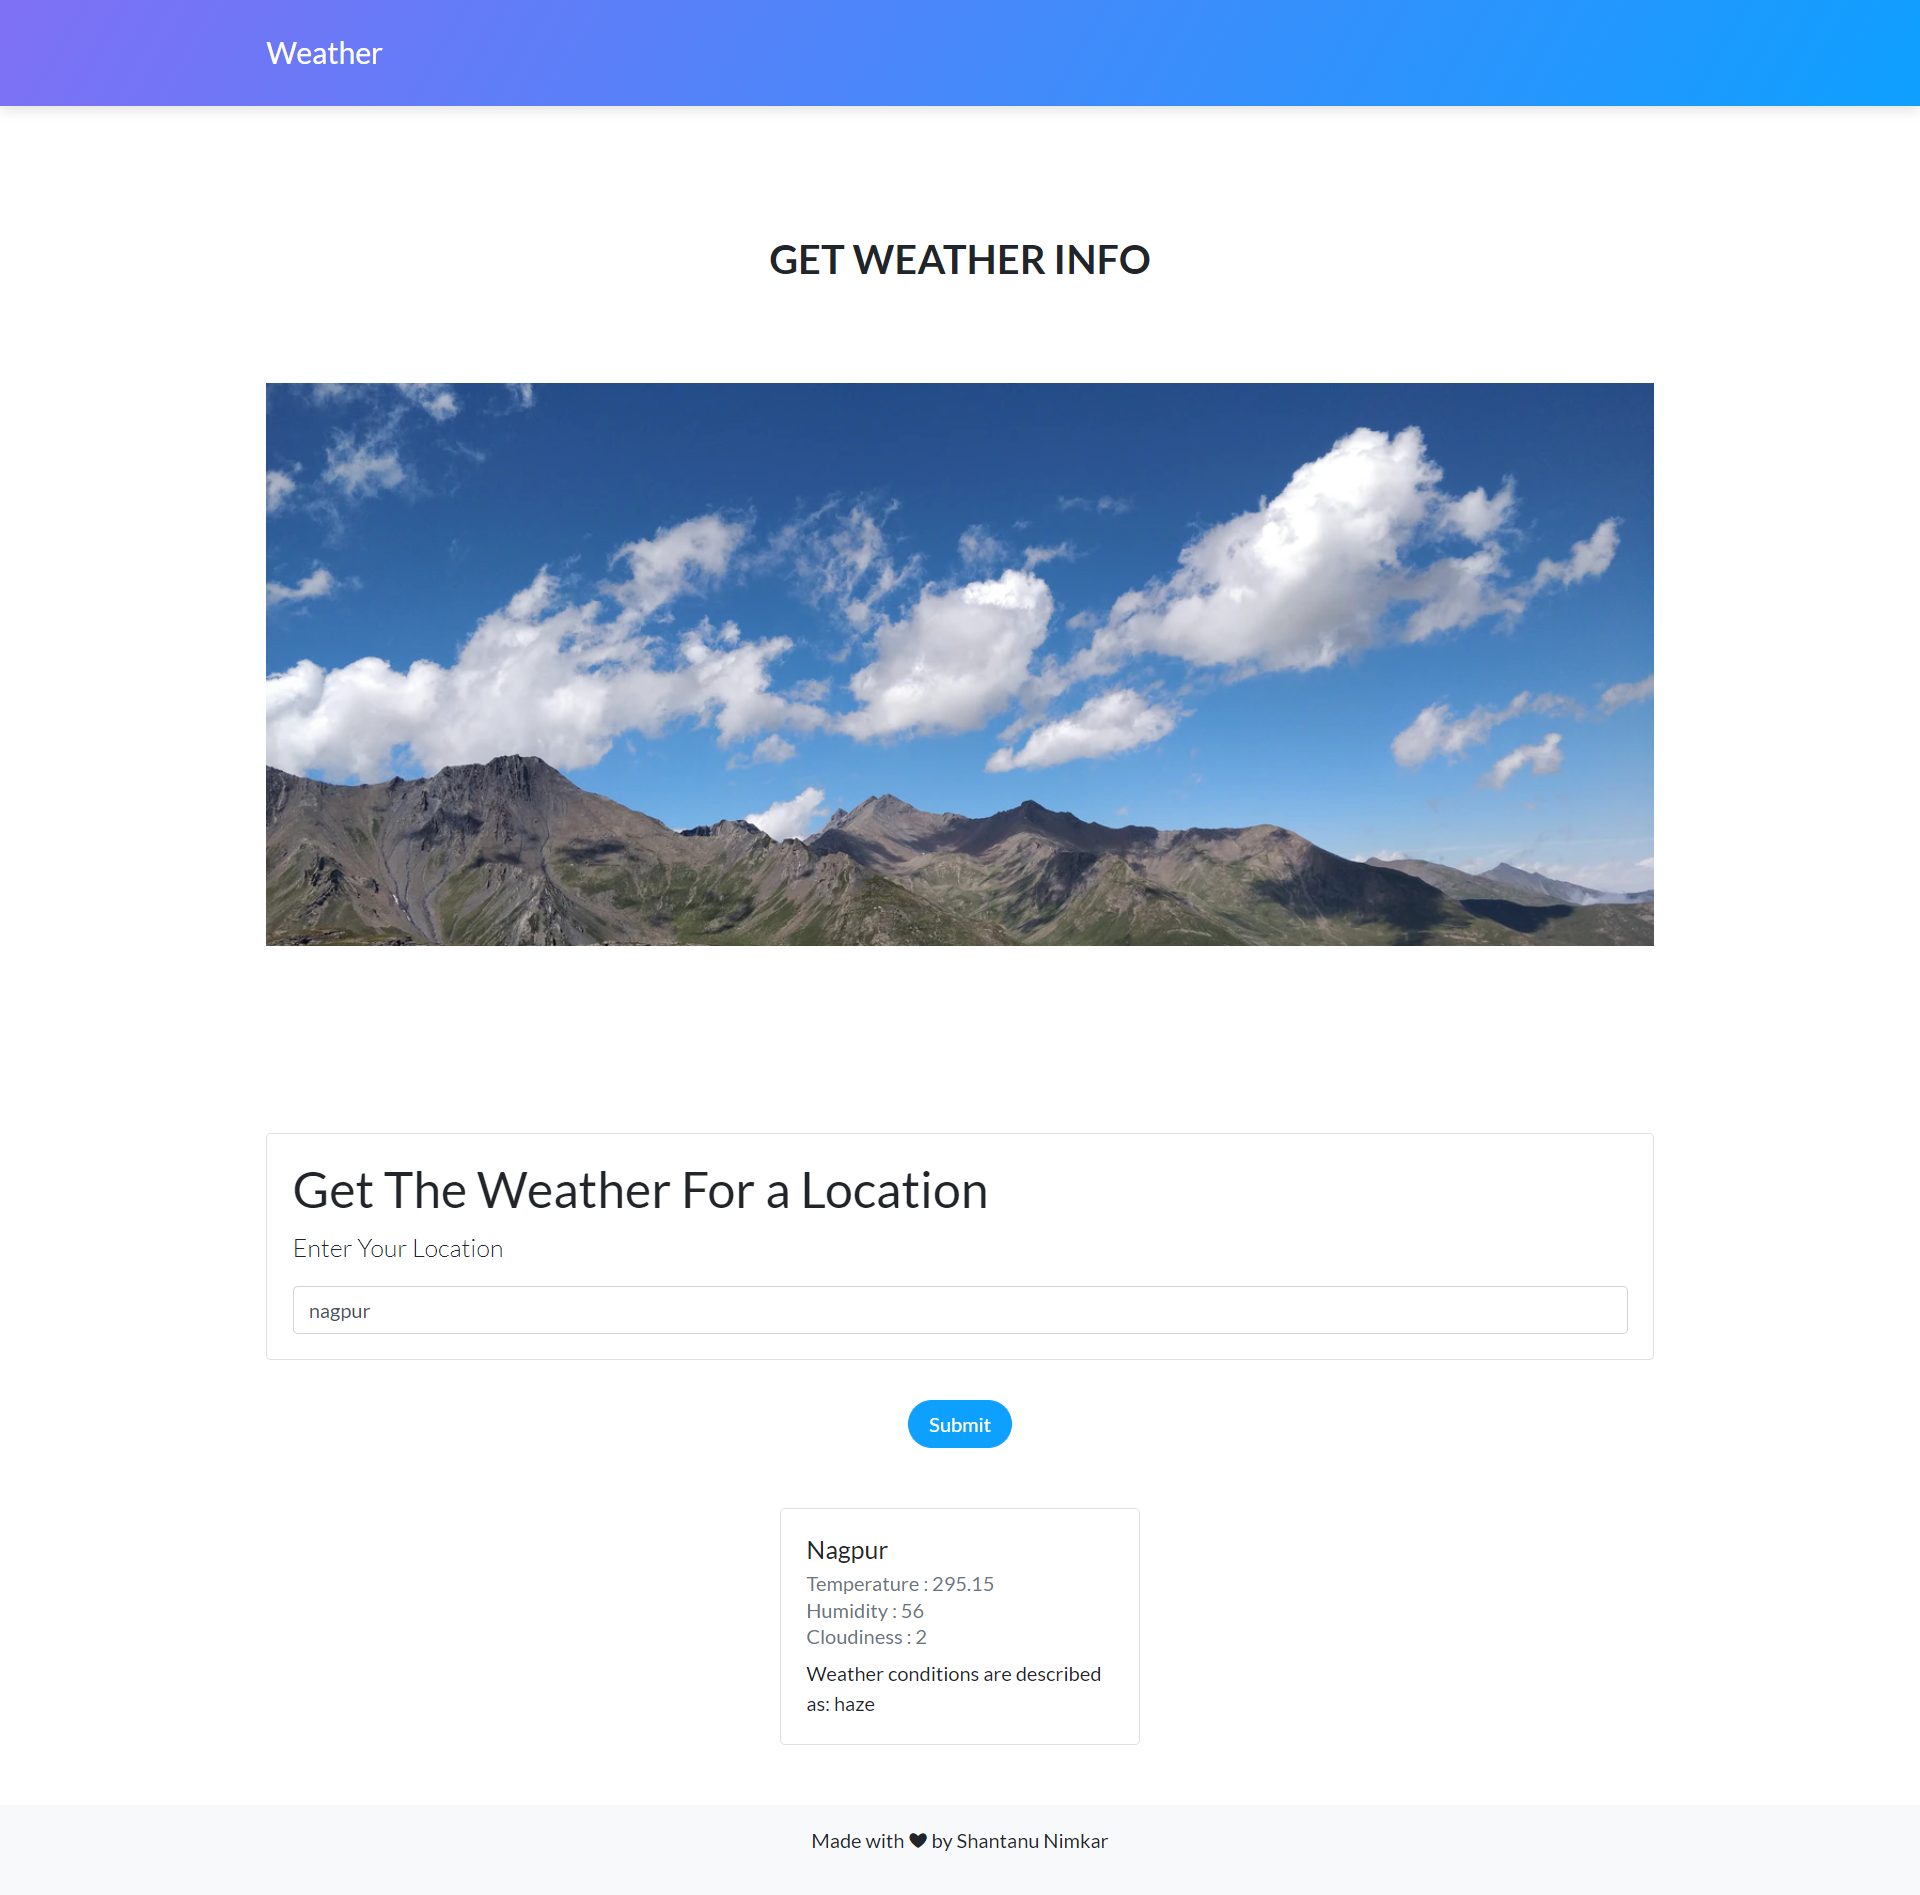 Weather
GET WEATHER INFO
Get The Weather For a Location
Enter Your Location
nagpur
Submit
Nagpur
Temperature : 295.15
Humidity : 56
Cloudiness : 2
Weather conditions are described
as: haze
Made with ♥ by Shantanu Nimkar